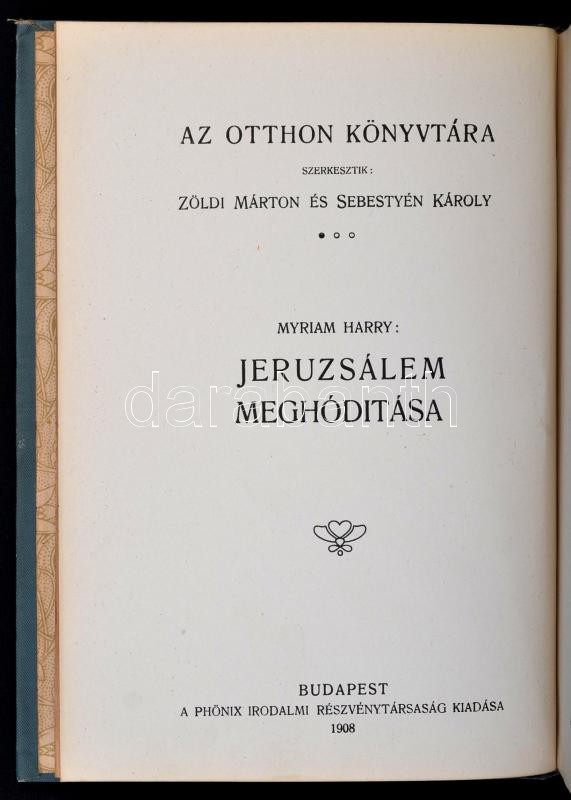 AZ OTTHON KÖNYVTÁRA
SZERKESZTIK:
ZÖLDI MÁRTON ÉS SEBESTYÉN KÁROLY
MYRIAM HARRY:
JERUZSÁLEM
darabanth
MEGHÓDITÁSA
BUDAPEST
A PHÖNIX IRODALMI RÉSZVÉNYTÁRSASÁG KIADÁSA
1908